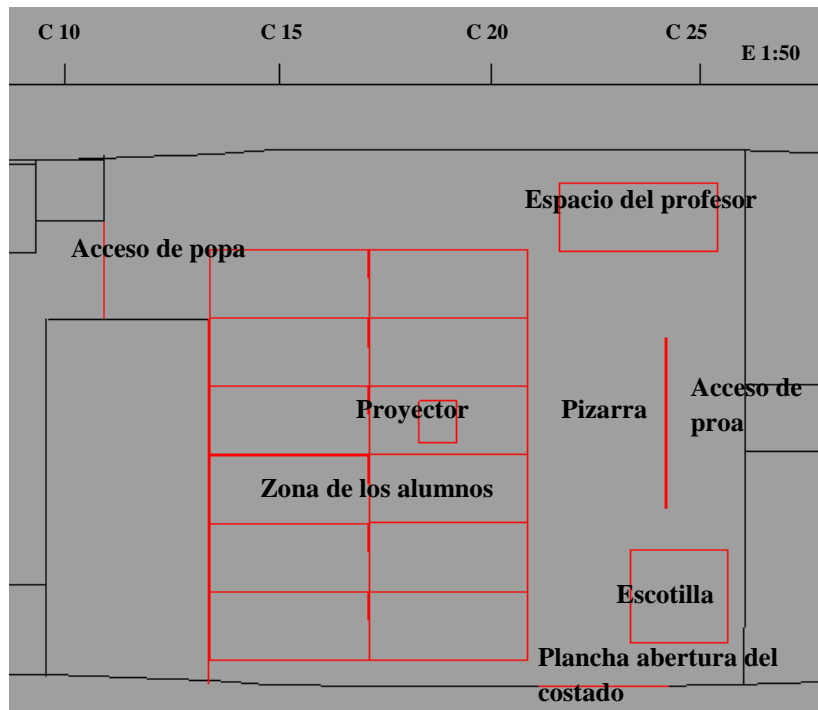 C 10
C 15
C 20
C 25
E 1:50
Espacio del profesor
Acceso de popa
Proyector
Pizarra
Acceso de
proa
Zona de los alumnos
Escotilla
Plancha abertura del
costado